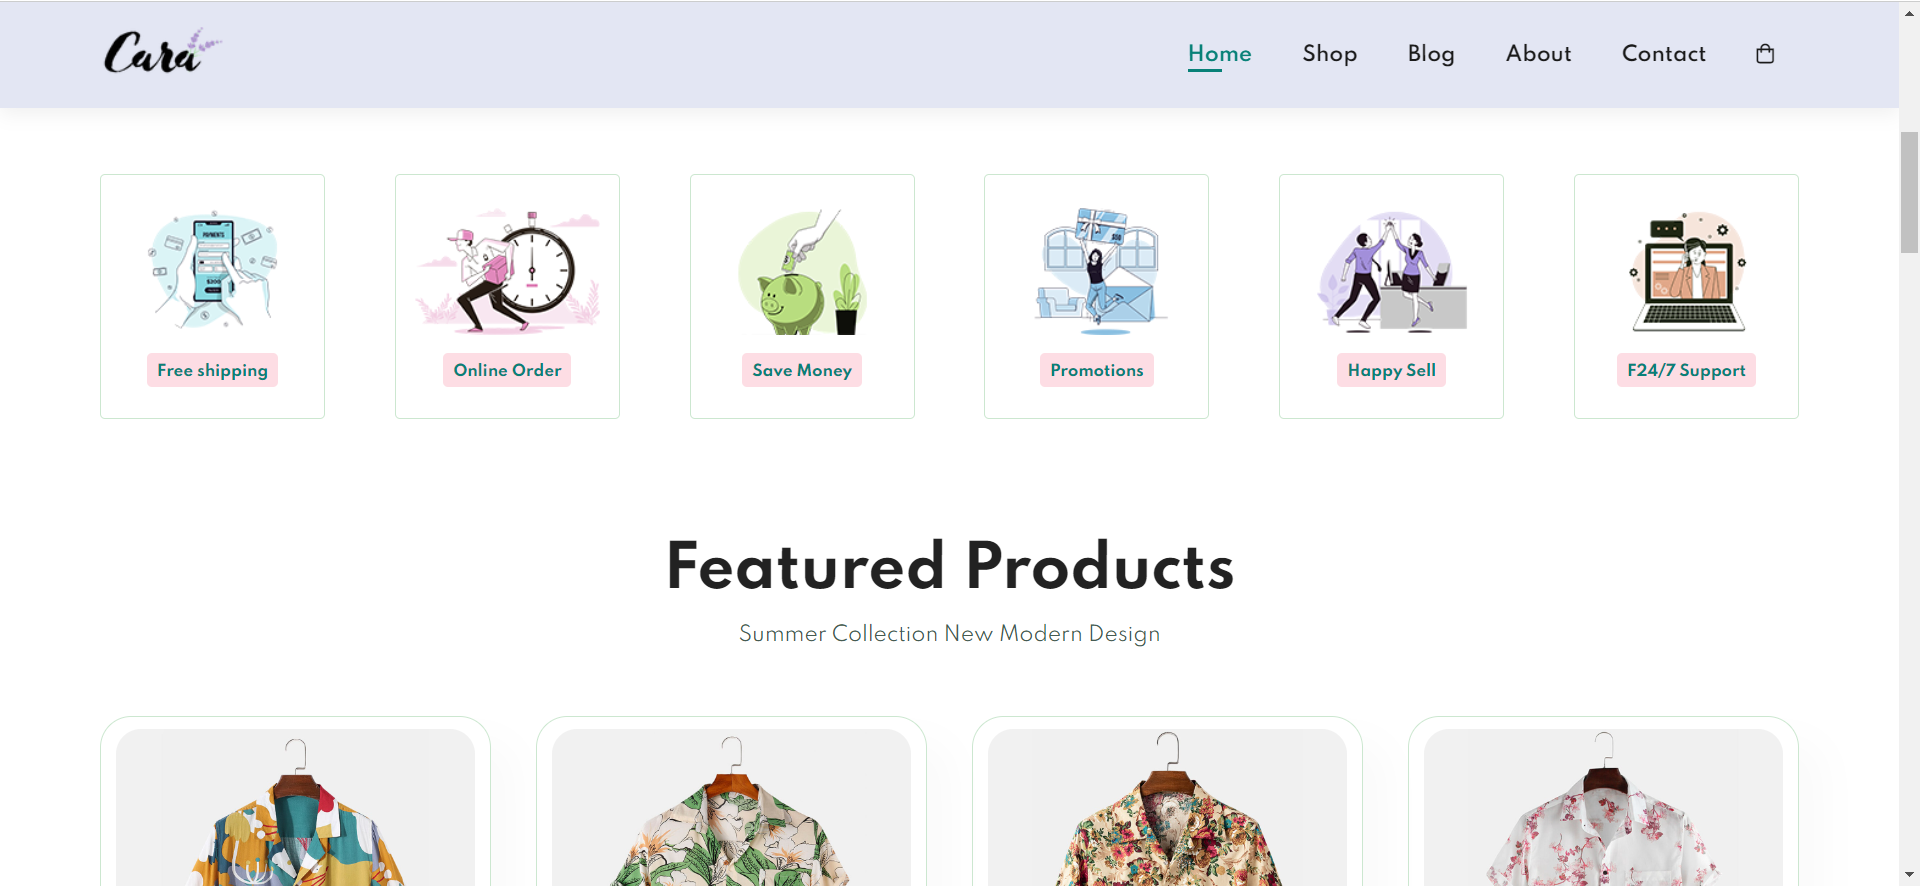 Cara
Home Shop Blog About Contact
PAYMENTS
Free shipping Online Order Save Money Promotions Happy Sell F24/7 Support
Featured Products
Summer Collection New Modern Design